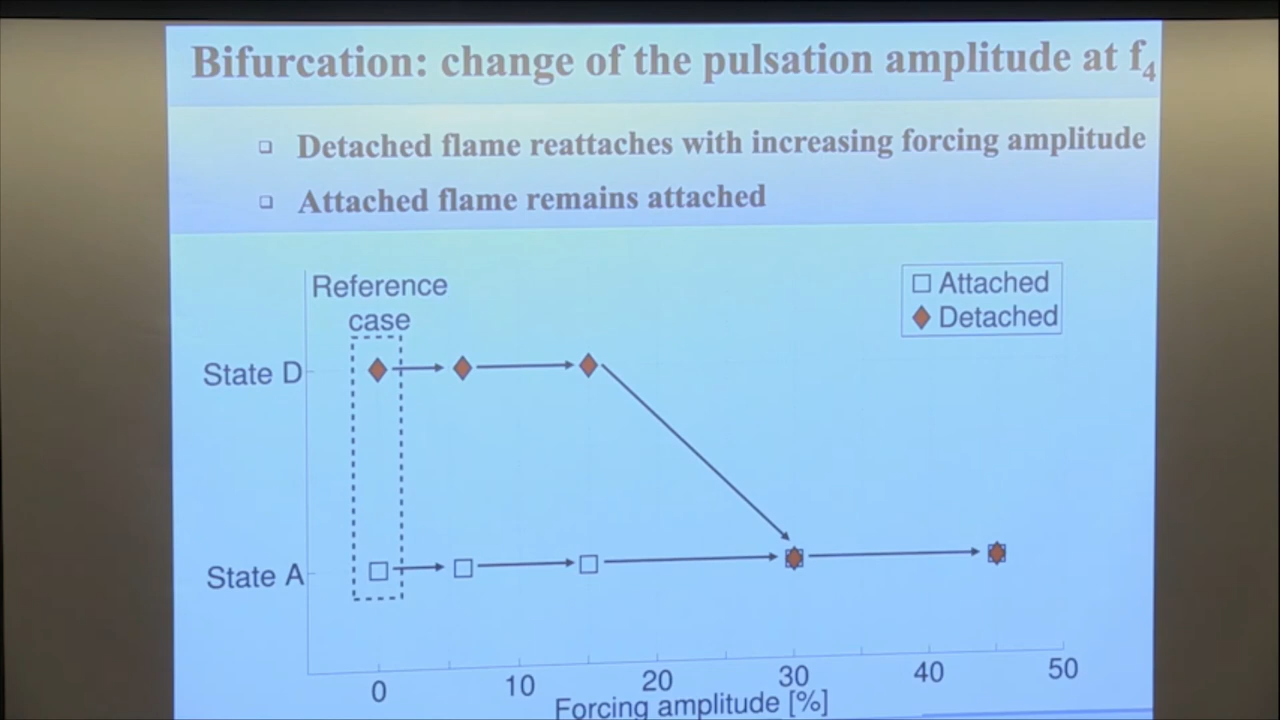 Bifurcation: change of the pulsation amplitude at f₄
Detached flame reattaches with increasing forcing amplitude
Attached flame remains attached
Reference
case
Attached
Detached
State D
State A
0 10 20 30 40 50
Forcing amplitude [%]